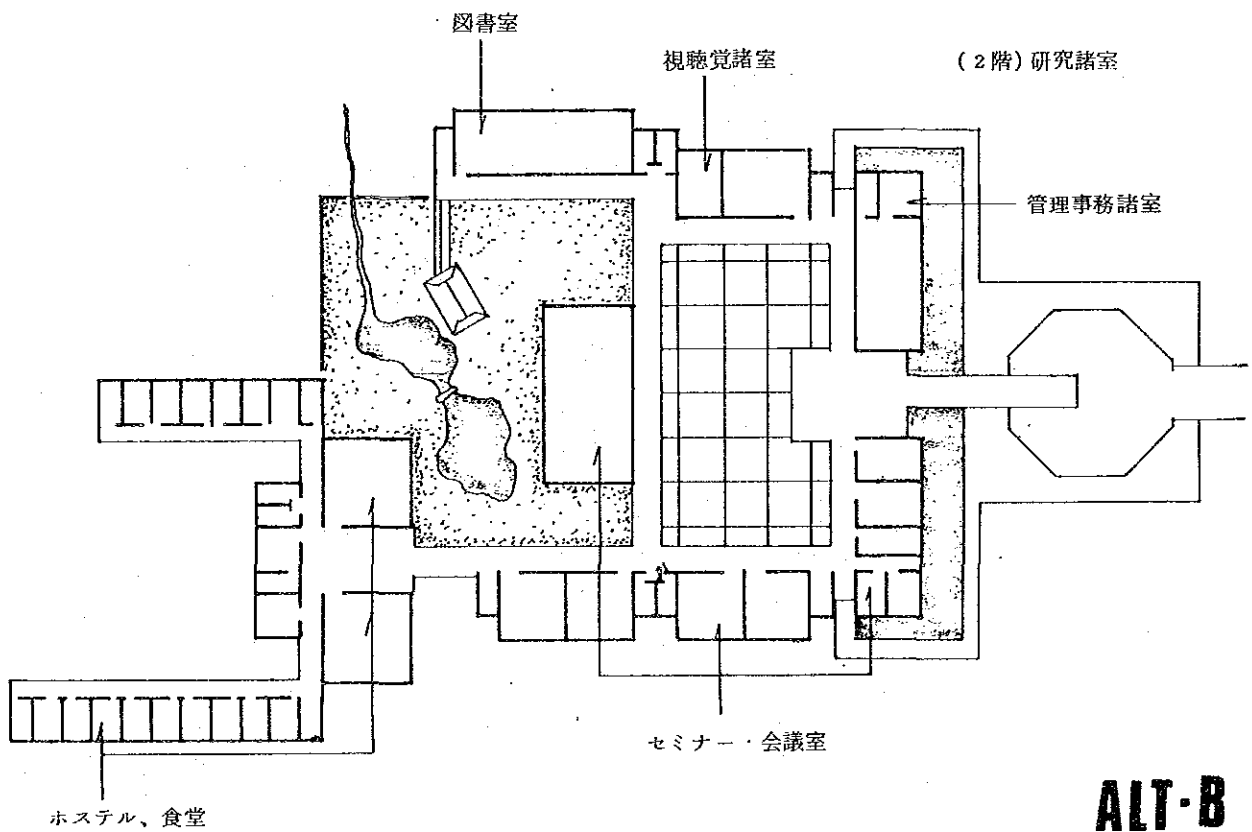 図書室
視聴覚諸室
(2階)研究諸室
管理事務諸室
セミナー・会議室
ホステル、食堂
ALT・B